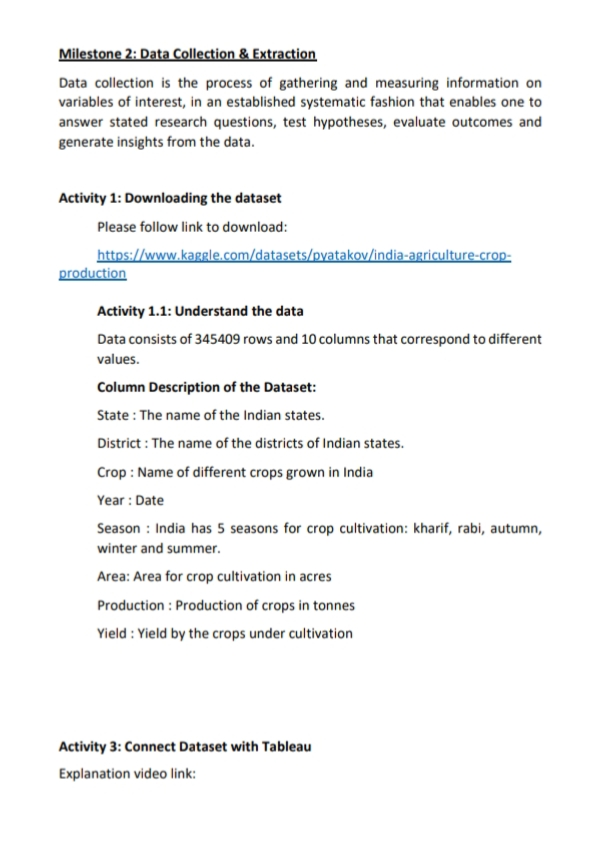 Milestone 2: Data Collection & Extraction
Data collection is the process of gathering and measuring information on
variables of interest, in an established systematic fashion that enables one to
answer stated research questions, test hypotheses, evaluate outcomes and
generate insights from the data.
Activity 1: Downloading the dataset
Please follow link to download:
https://www.kaggle.com/datasets/pyatakov/india-agriculture-crop-
production
Activity 1.1: Understand the data
Data consists of 345409 rows and 10 columns that correspond to different
values.
Column Description of the Dataset:
State : The name of the Indian states.
District : The name of the districts of Indian states.
Crop : Name of different crops grown in India
Year : Date
Season : India has 5 seasons for crop cultivation: kharif, rabi, autumn,
winter and summer.
Area: Area for crop cultivation in acres
Production : Production of crops in tonnes
Yield : Yield by the crops under cultivation
Activity 3: Connect Dataset with Tableau
Explanation video link: